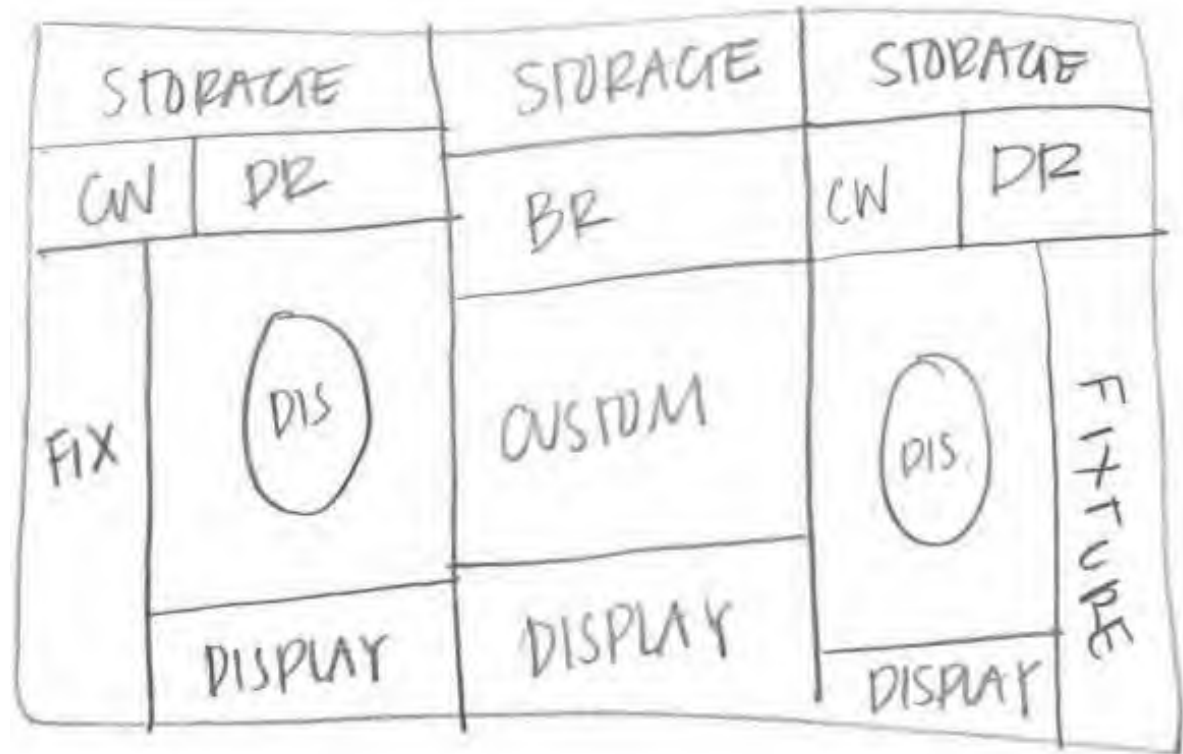 STORAGE STORAGE STORAGE
CW DR BR CW DR
FIX DIS CUSTOM DIS. FIXTURE
DISPLAY DISPLAY DISPLAY